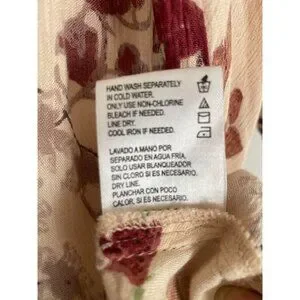 HAND WASH SEPARATELY
IN COLD WATER,
ONLY USE NON-CHLORINE
BLEACH IF NEEDED.
LINE DRY.
COOL IRON IF NEEDED.
LAVADO A MANO POR
SEPARADO EN AGUA FRIA,
SOLO USAR BLANQUEADOR
SIN CLORO SI ES NECESARIO.
DRY LINE.
PLANCHAR CON POCO
CALOR, SI ES NECESARIO.